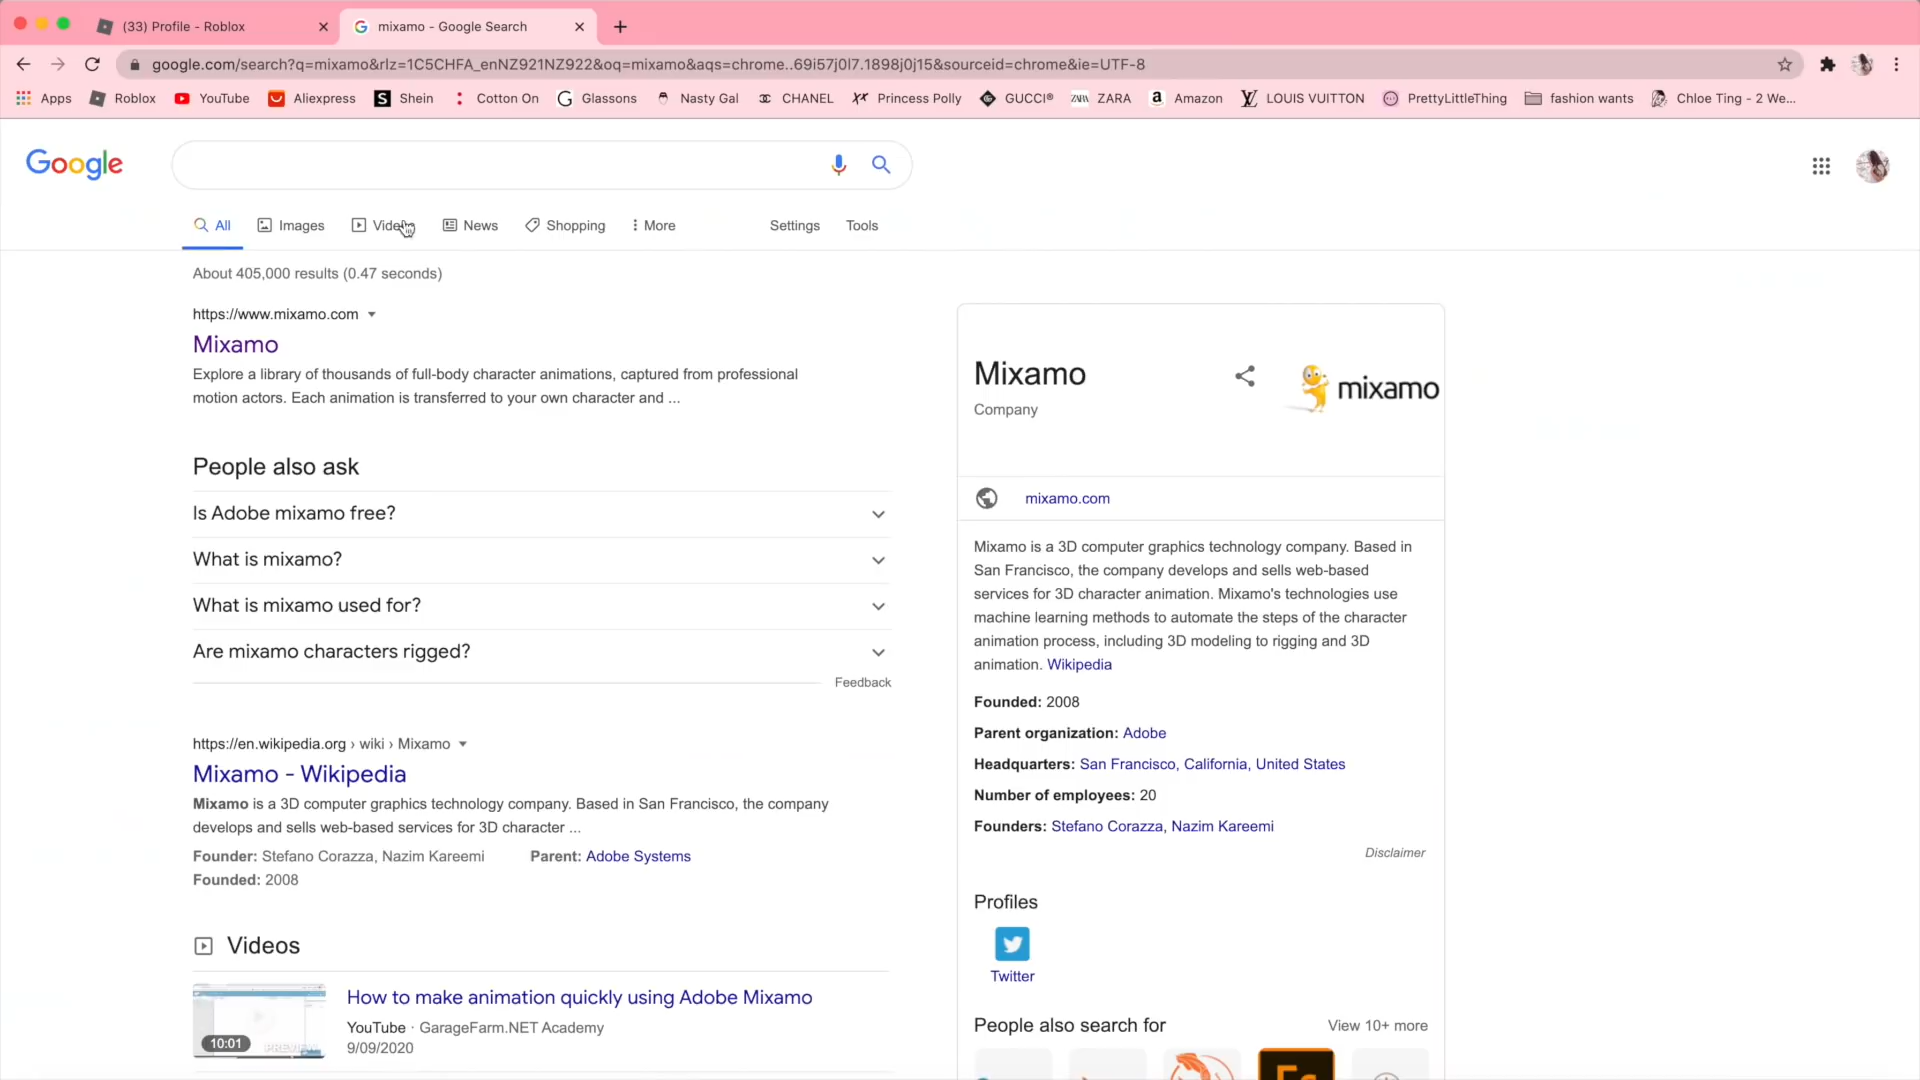 (33) Profile - Roblox
mixamo - Google Search
google.com/search?q=mixamo&rlz=1C5CHFA_enNZ921NZ922&oq=mixamo&aqs=chrome..69i57j0l7.1898j0j15&sourceid=chrome&ie=UTF-8
Apps Roblox YouTube Aliexpress Shein Cotton On Glassons Nasty Gal CHANEL Princess Polly GUCCI® ZARA Amazon LOUIS VUITTON PrettyLittleThing fashion wants Chloe Ting - 2 We...
Google
All Images News Shopping More Settings Tools
About 405,000 results (0.47 seconds)
https://www.mixamo.com
Mixamo
Explore a library of thousands of full-body character animations, captured from professional
motion actors. Each animation is transferred to your own character and ...
People also ask
Is Adobe mixamo free?
What is mixamo?
What is mixamo used for?
Are mixamo characters rigged?
Feedback
https://en.wikipedia.org › wiki › Mixamo
Mixamo - Wikipedia
Mixamo is a 3D computer graphics technology company. Based in San Francisco, the company
develops and sells web-based services for 3D character ...
Founder: Stefano Corazza, Nazim Kareemi Parent: Adobe Systems
Founded: 2008
Videos
How to make animation quickly using Adobe Mixamo
YouTube · GarageFarm.NET Academy
9/09/2020
10:01 PREVIEW
Mixamo
Company
mixamo
mixamo.com
Mixamo is a 3D computer graphics technology company. Based in
San Francisco, the company develops and sells web-based
services for 3D character animation. Mixamo's technologies use
machine learning methods to automate the steps of the character
animation process, including 3D modeling to rigging and 3D
animation. Wikipedia
Founded: 2008
Parent organization: Adobe
Headquarters: San Francisco, California, United States
Number of employees: 20
Founders: Stefano Corazza, Nazim Kareemi
Disclaimer
Profiles
Twitter
People also search for
View 10+ more